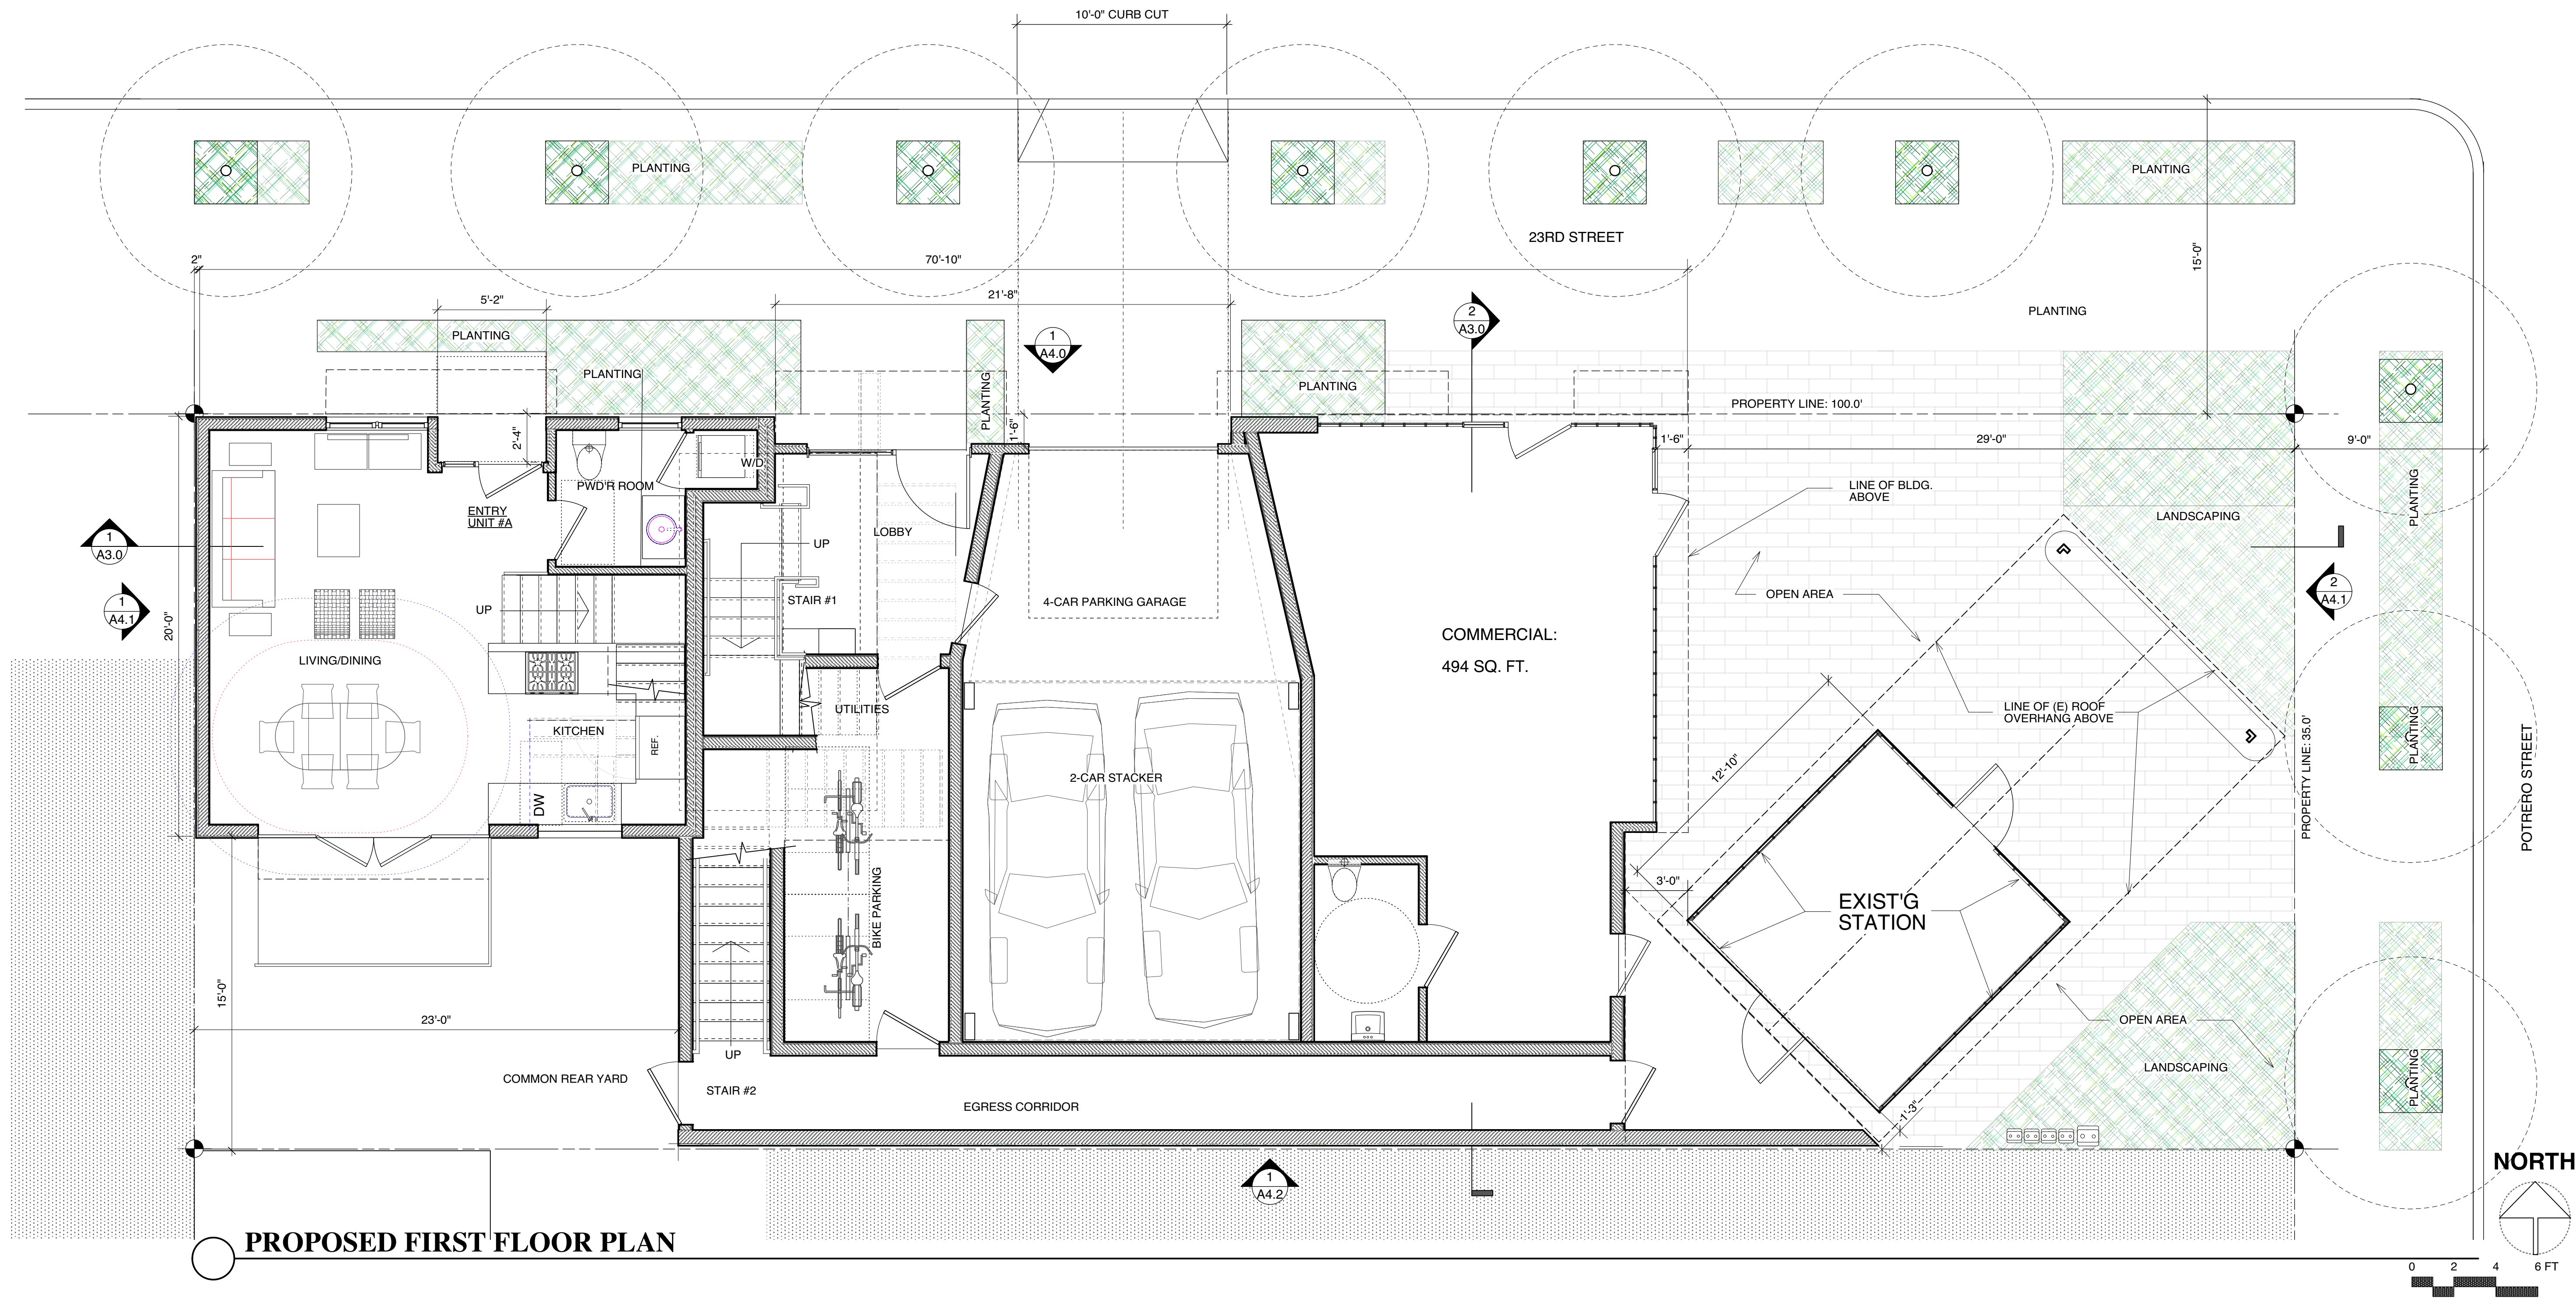 10'-0" CURB CUT
PLANTING
PLANTING
23RD STREET
2"
70'-10"
15'-0"
5'-2"
21'-8"
PLANTING
2
A3.0
PLANTING
1
A4.0
PLANTING
PLANTING
PLANTING
PROPERTY LINE: 100.0'
2'-4"
1'-6"
1'-6"
29'-0"
9'-0"
W/D
PWD'R ROOM
LINE OF BLDG.
ABOVE
PLANTING
ENTRY
UNIT #A
LANDSCAPING
LOBBY
UP
1
A3.0
OPEN AREA
2
A4.1
1
A4.1
UP
STAIR #1
4-CAR PARKING GARAGE
20'-0"
COMMERCIAL:
494 SQ. FT.
LIVING/DINING
UTILITIES
LINE OF (E) ROOF
OVERHANG ABOVE
KITCHEN
REF.
PLANTING
PROPERTY LINE: 35.0'
POTRERO STREET
2-CAR STACKER
12'-10"
DW
BIKE PARKING
3'-0"
EXIST'G
STATION
15'-0"
23'-0"
OPEN AREA
UP
COMMON REAR YARD
STAIR #2
EGRESS CORRIDOR
1'-3"
LANDSCAPING
PLANTING
1
A4.2
NORTH
PROPOSED FIRST FLOOR PLAN
0 2 4 6 FT